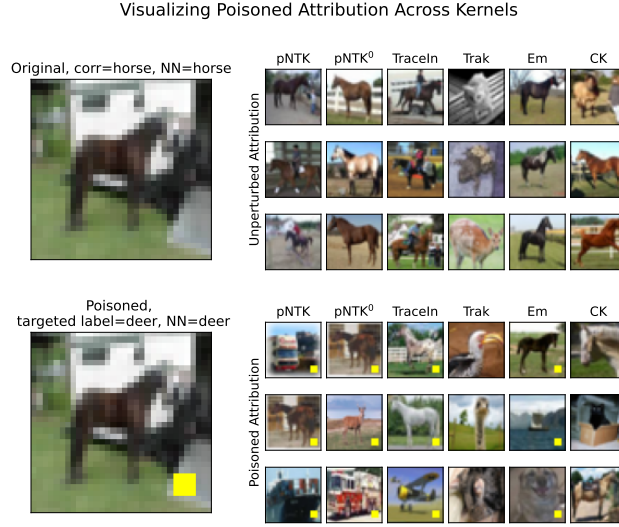 Visualizing Poisoned Attribution Across Kernels
Original, corr=horse, NN=horse
pNTK pNTK⁰ TraceIn Trak Em CK
Unperturbed Attribution
Poisoned,
targeted label=deer, NN=deer
pNTK pNTK⁰ TraceIn Trak Em CK
Poisoned Attribution